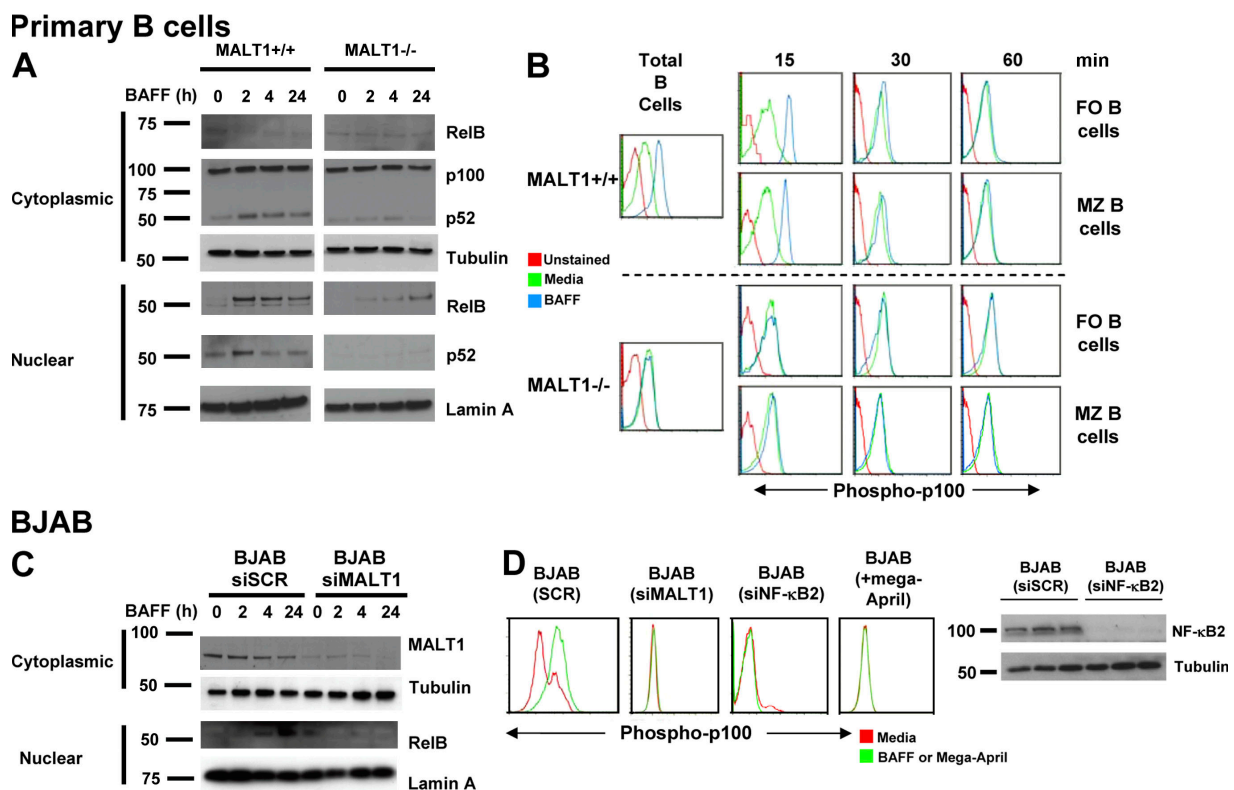 Primary B cells
A
MALT1+/+ MALT1-/-
BAFF (h) 0 2 4 24 0 2 4 24
Cytoplasmic
75 RelB
100 p100
75
50 p52
50 Tubulin
Nuclear
50 RelB
50 p52
75 Lamin A
B
Total
B
Cells
15 30 60 min
MALT1+/+
FO B
cells
MZ B
cells
Unstained
Media
BAFF
MALT1-/-
FO B
cells
MZ B
cells
Phospho-p100
BJAB
C
BJAB
siSCR
BJAB
siMALT1
BAFF (h) 0 2 4 24 0 2 4 24
Cytoplasmic
100 MALT1
50 Tubulin
Nuclear
50 RelB
75 Lamin A
D
BJAB
(SCR)
BJAB
(siMALT1)
BJAB
(siNF-κB2)
BJAB
(+mega-
April)
Phospho-p100
Media
BAFF or Mega-April
BJAB
(siSCR)
BJAB
(siNF-κB2)
100 NF-κB2
50 Tubulin